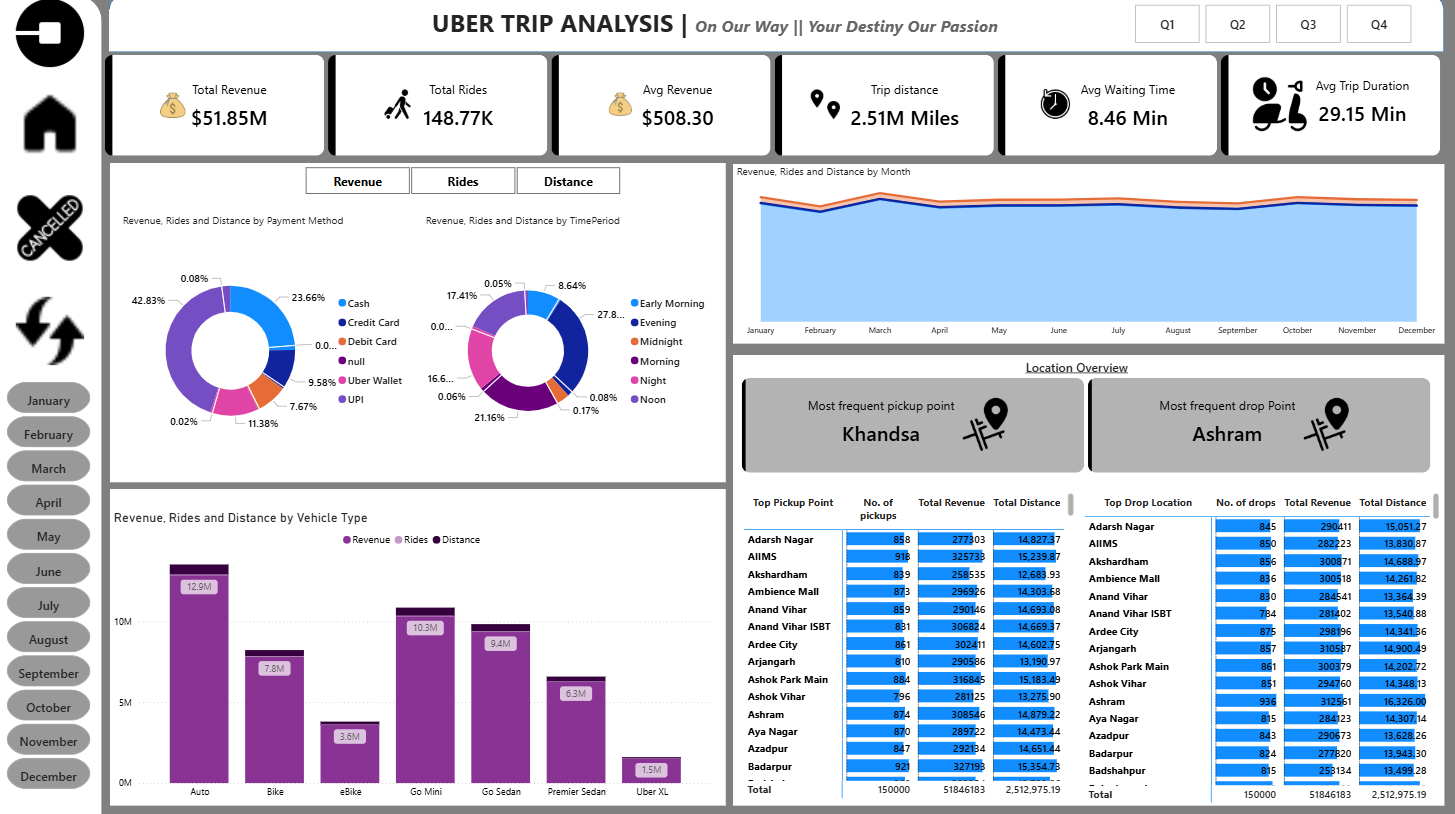 UBER TRIP ANALYSIS | On Our Way || Your Destiny Our Passion
Q1 Q2 Q3 Q4
Total Revenue
$51.85M
Total Rides
148.77K
Avg Revenue
$508.30
Trip distance
2.51M Miles
Avg Waiting Time
8.46 Min
Avg Trip Duration
29.15 Min
CANCELLED
January
February
March
April
May
June
July
August
September
October
November
December
Revenue Rides Distance
Revenue, Rides and Distance by Payment Method
0.08%
42.83%
23.66%
0.0...
9.58%
7.67%
11.38%
0.02%
Cash
Credit Card
Debit Card
null
Uber Wallet
UPI
Revenue, Rides and Distance by TimePeriod
0.05%
8.64%
17.41%
27.8...
0.0...
16.6...
0.06%
0.08%
0.17%
21.16%
Early Morning
Evening
Midnight
Morning
Night
Noon
Revenue, Rides and Distance by Month
January February March April May June July August September October November December
Revenue, Rides and Distance by Vehicle Type
Revenue Rides Distance
10M
5M
0M
12.9M
7.8M
3.6M
10.3M
9.4M
6.3M
1.5M
Auto Bike eBike Go Mini Go Sedan Premier Sedan Uber XL
Location Overview
Most frequent pickup point
Khandsa
Most frequent drop Point
Ashram
Top Pickup Point No. of pickups Total Revenue Total Distance
Adarsh Nagar 858 277303 14,827.37
AIIMS 918 325733 15,239.87
Akshardham 839 258535 12,683.93
Ambience Mall 873 296926 14,303.68
Anand Vihar 859 290146 14,693.08
Anand Vihar ISBT 831 306824 14,669.37
Ardee City 861 302411 14,602.75
Arjangarh 810 290586 13,190.97
Ashok Park Main 884 316845 15,183.49
Ashok Vihar 796 281125 13,275.90
Ashram 874 308546 14,879.22
Aya Nagar 870 289722 14,473.44
Azadpur 847 292134 14,651.44
Badarpur 921 327193 15,354.73
Total 150000 51846183 2,512,975.19
Top Drop Location No. of drops Total Revenue Total Distance
Adarsh Nagar 845 290411 15,051.27
AIIMS 850 282223 13,830.87
Akshardham 856 300871 14,688.97
Ambience Mall 836 300518 14,261.82
Anand Vihar 830 284541 13,364.39
Anand Vihar ISBT 784 281402 13,540.88
Ardee City 875 298196 14,341.36
Arjangarh 857 310587 14,900.49
Ashok Park Main 861 300379 14,202.72
Ashok Vihar 851 294760 14,348.13
Ashram 936 312561 16,326.00
Aya Nagar 815 284123 14,307.14
Azadpur 843 290673 13,628.26
Badarpur 824 277820 13,943.30
Badshahpur 815 253134 13,499.28
Total 150000 51846183 2,512,975.19